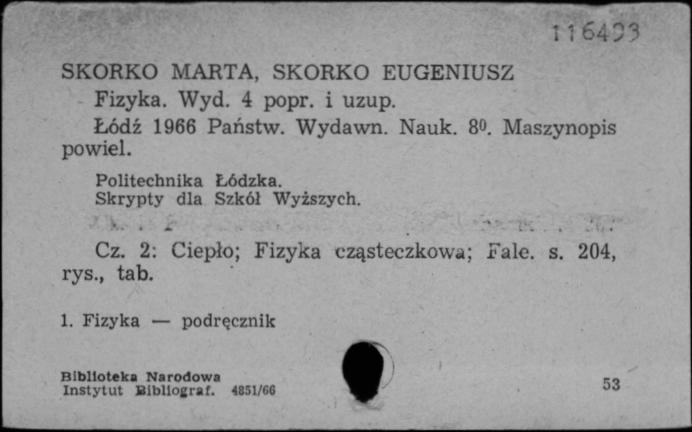 116493
SKORKO MARTA, SKORKO EUGENIUSZ
Fizyka. Wyd. 4 popr. i uzup.
Łódź 1966 Państw. Wydawn. Nauk. 8⁰. Maszynopis
powiel.
Politechnika Łódzka.
Skrypty dla Szkół Wyższych.
Cz. 2: Ciepło; Fizyka cząsteczkowa; Fale. s. 204,
rys., tab.
1. Fizyka — podręcznik
Biblioteka Narodowa
Instytut Bibliograf. 4851/66
53